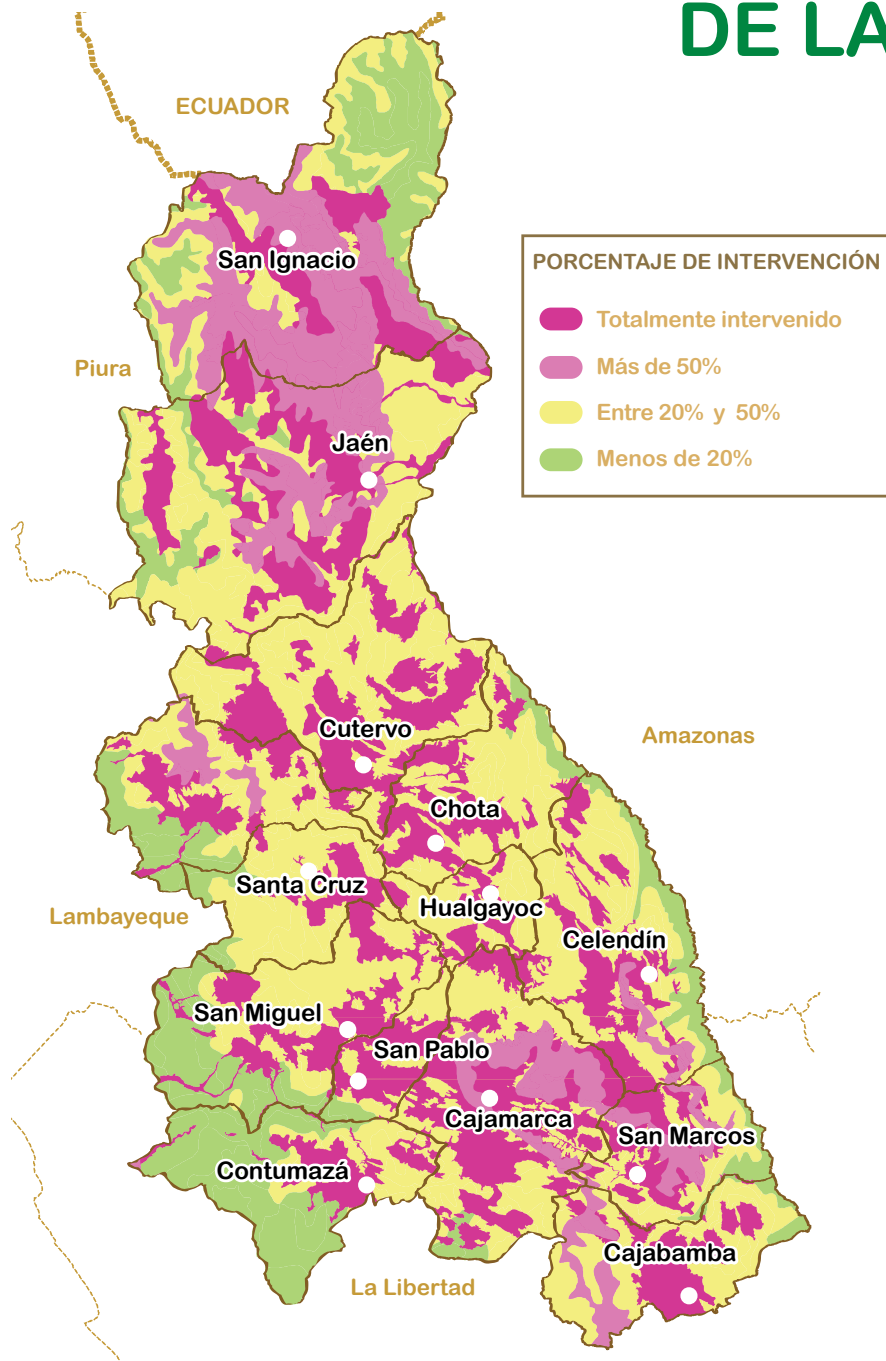 DE LA
ECUADOR
San Ignacio
PORCENTAJE DE INTERVENCIÓN
Totalmente intervenido
Más de 50%
Entre 20% y 50%
Menos de 20%
Piura
Jaén
Cutervo
Amazonas
Chota
Santa Cruz
Hualgayoc
Lambayeque
Celendín
San Miguel
San Pablo
Cajamarca
San Marcos
Contumazá
Cajabamba
La Libertad